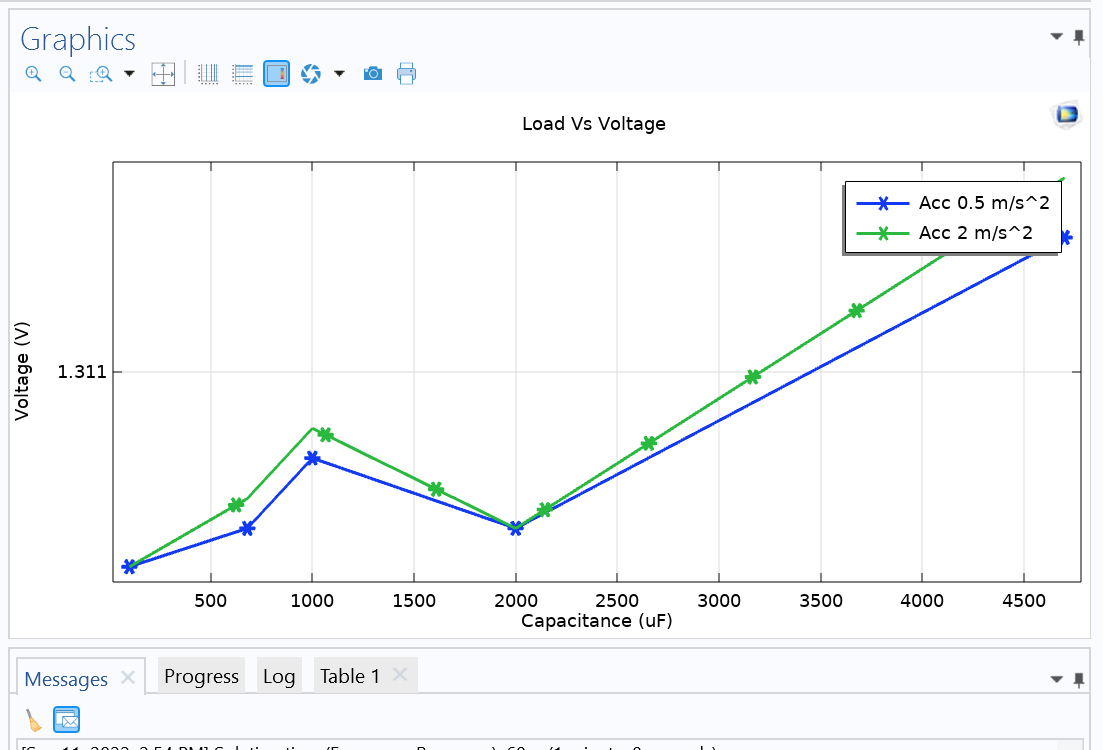 Graphics
Load Vs Voltage
Acc 0.5 m/s^2
Acc 2 m/s^2
Voltage (V)
1.311
500 1000 1500 2000 2500 3000 3500 4000 4500
Capacitance (uF)
Messages Progress Log Table 1